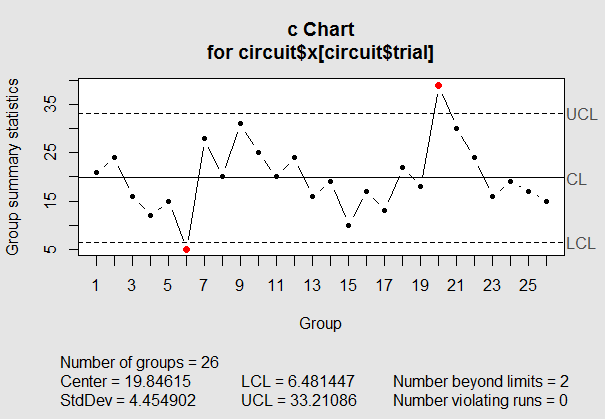 c Chart
for circuit$x[circuit$trial]
Group summary statistics
35
25
15
5
UCL
CL
LCL
1 3 5 7 9 11 13 15 17 19 21 23 25
Group
Number of groups = 26
Center = 19.84615 LCL = 6.481447 Number beyond limits = 2
StdDev = 4.454902 UCL = 33.21086 Number violating runs = 0